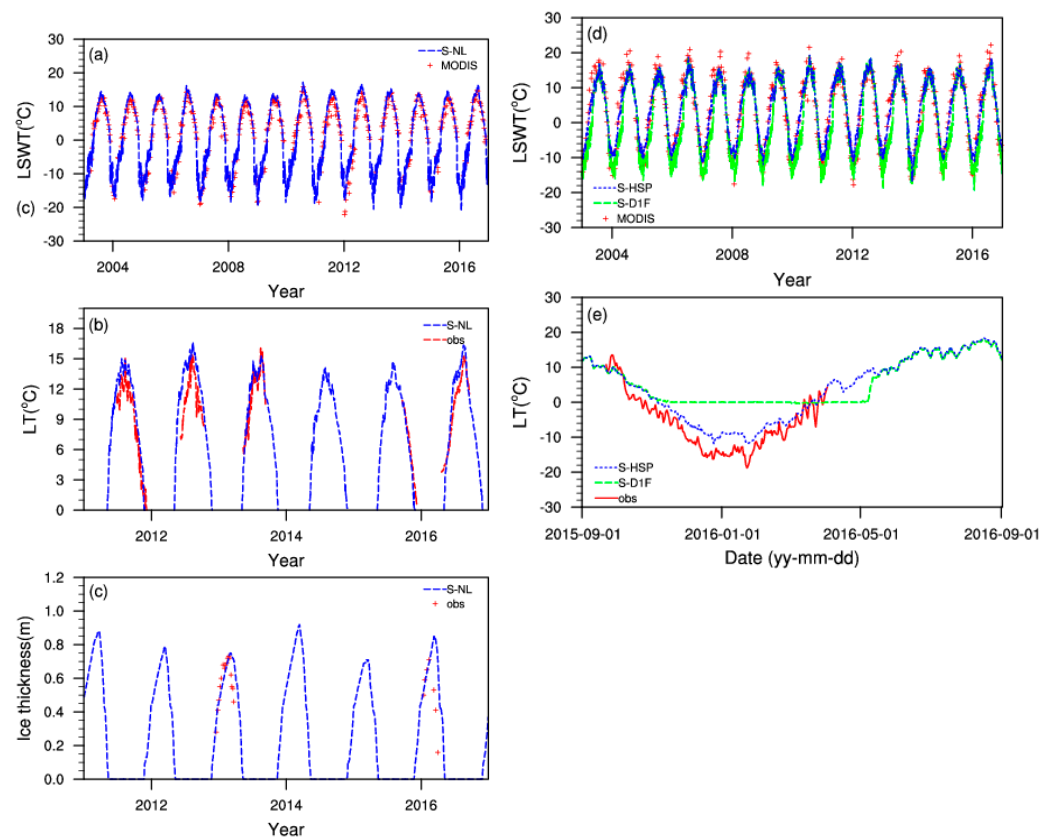 (a)
S-NL
MODIS
30
20
10
0
-10
-20
-30
LSWT(°C)
(c)
2004
2008
2012
2016
Year
(b)
S-NL
obs
18
15
12
9
6
3
0
LT(°C)
2012
2014
2016
Year
(c)
S-NL
obs
1.2
1.0
0.8
0.6
0.4
0.2
0.0
Ice thickness(m)
2012
2014
2016
Year
(d)
30
20
10
0
-10
-20
-30
LSWT(°C)
S-HSP
S-D1F
MODIS
2004
2008
2012
2016
Year
(e)
30
20
10
0
-10
-20
-30
LT(°C)
S-HSP
S-D1F
obs
2015-09-01
2016-01-01
2016-05-01
2016-09-01
Date (yy-mm-dd)